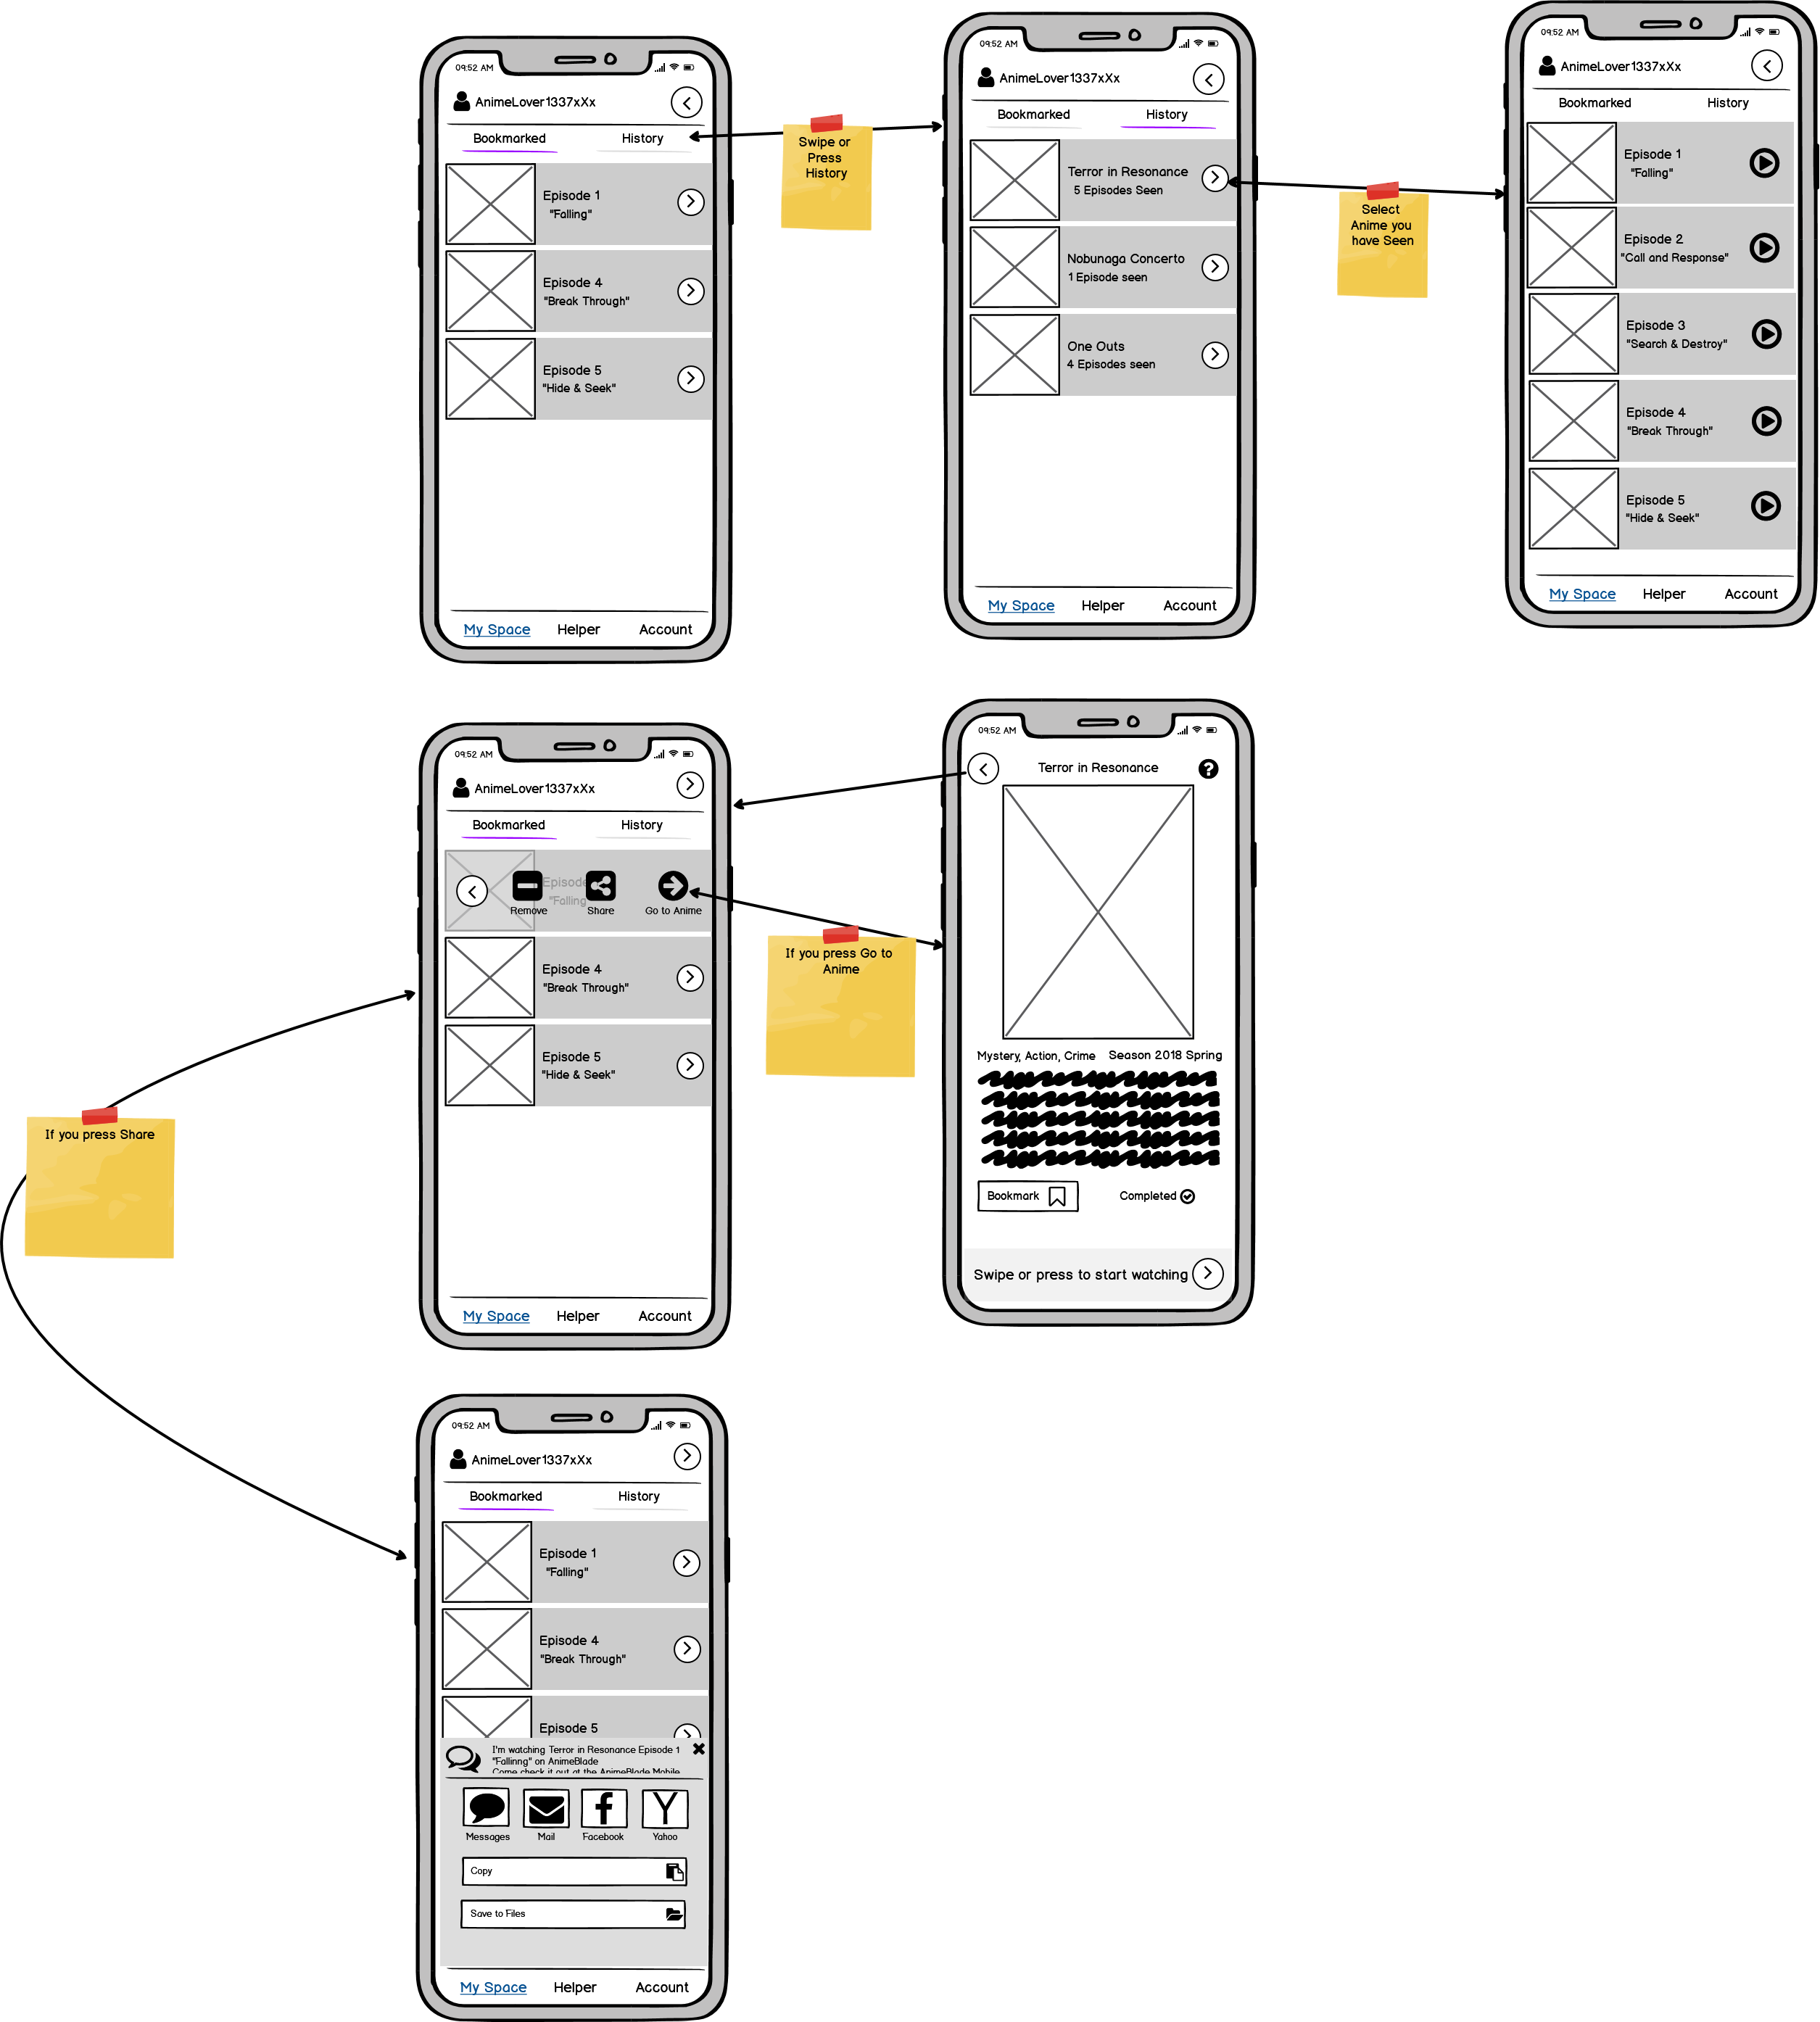 09:52 AM
AnimeLover1337xXx
Bookmarked
History
Episode 1
"Falling"
Episode 4
"Break Through"
Episode 5
"Hide & Seek"
My Space
Helper
Account
Swipe or
Press
History
09:52 AM
AnimeLover1337xXx
Bookmarked
History
Terror in Resonance
5 Episodes Seen
Nobunaga Concerto
1 Episode seen
One Outs
4 Episodes seen
My Space
Helper
Account
Select
Anime you
have Seen
09:52 AM
AnimeLover1337xXx
Bookmarked
History
Episode 1
"Falling"
Episode 2
"Call and Response"
Episode 3
"Search & Destroy"
Episode 4
"Break Through"
Episode 5
"Hide & Seek"
My Space
Helper
Account
09:52 AM
AnimeLover1337xXx
Bookmarked
History
Episode
"Falling
Remove
Share
Go to Anime
Episode 4
"Break Through"
Episode 5
"Hide & Seek"
My Space
Helper
Account
If you press Go to
Anime
09:52 AM
Terror in Resonance
Mystery, Action, Crime
Season 2018 Spring
Bookmark
Completed
Swipe or press to start watching
If you press Share
09:52 AM
AnimeLover1337xXx
Bookmarked
History
Episode 1
"Falling"
Episode 4
"Break Through"
Episode 5
I'm watching Terror in Resonance Episode 1
"Fallinng" on AnimeBlade
Come check it out at the AnimeBlade Mobile
Messages
Mail
Facebook
Yahoo
Copy
Save to Files
My Space
Helper
Account